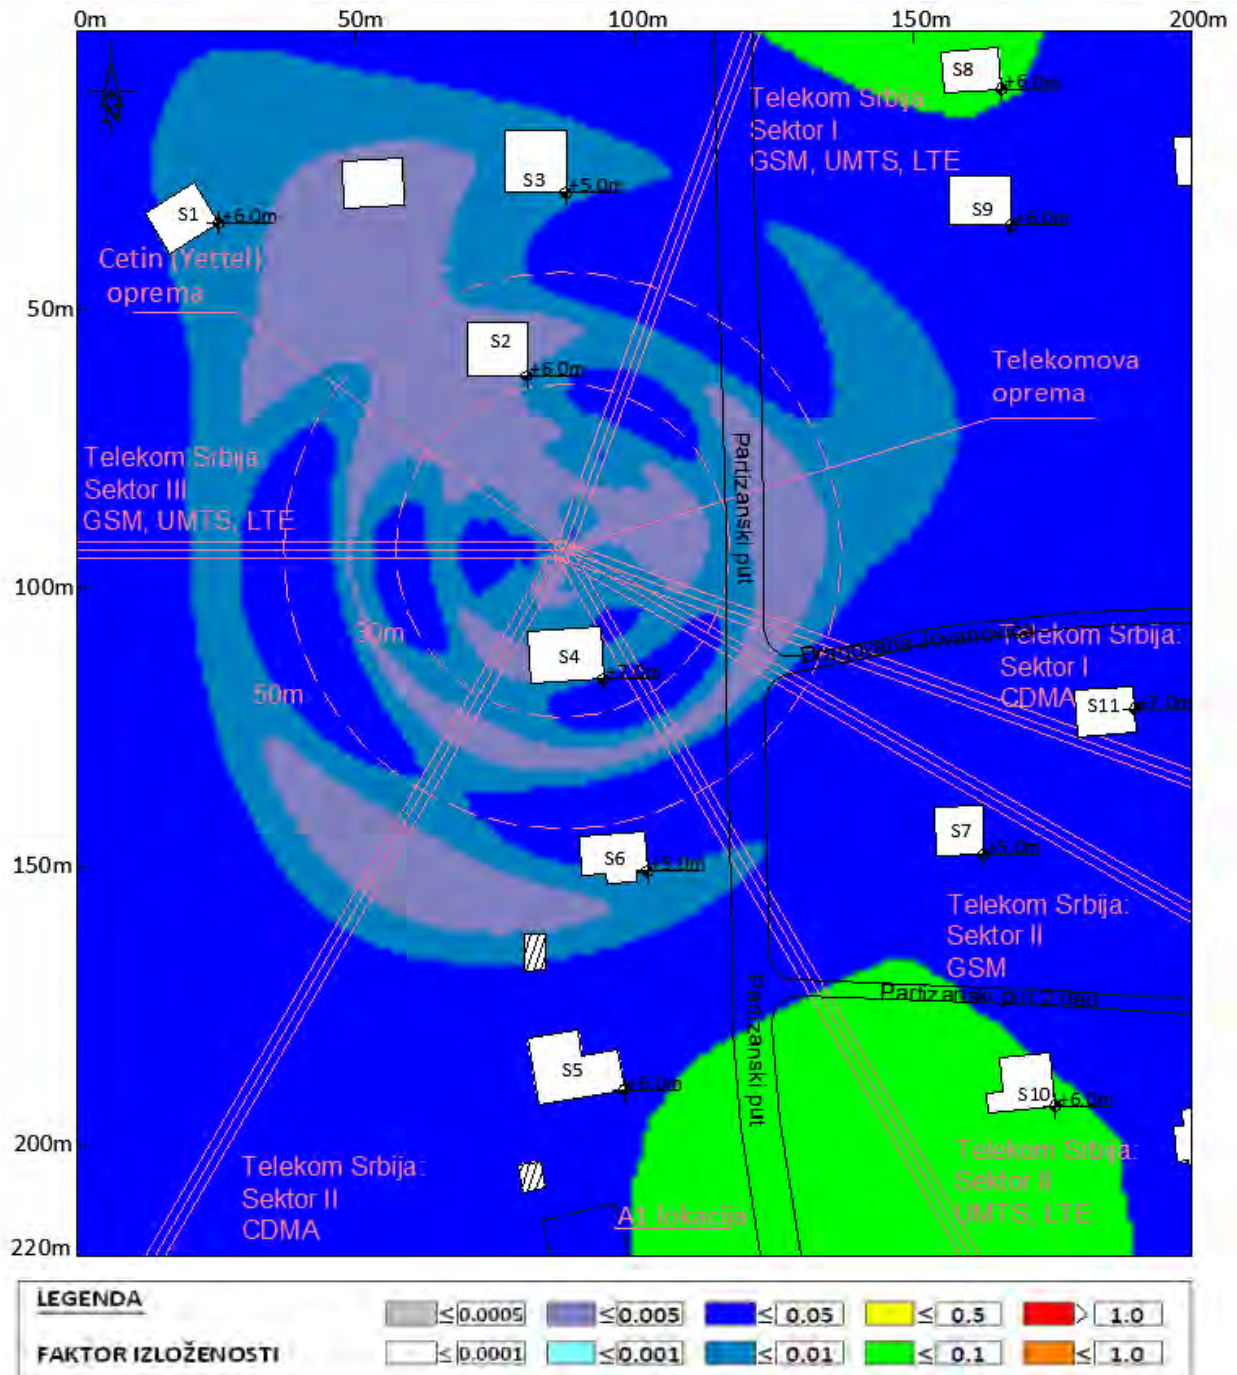 0m 50m 100m 150m 200m
S8
+6.0m
Telekom Srbija:
Sektor I
GSM, UMTS, LTE
S3
+5.0m
S1
+6.0m
S9
+6.0m
Cetin (Yettel)
oprema
50m
S2
+6.0m
Telekomova
oprema
Partizanski put
Telekom Srbija:
Sektor III
GSM, UMTS, LTE
100m
30m
50m
S4
+7.0m
Dragovana Jovanovića
Telekom Srbija:
Sektor I
CDMA
S11
+7.0m
S7
+5.0m
150m
S6
+5.0m
Telekom Srbija:
Sektor II
GSM
Partizanski put 2.deo
Partizanski put
S5
+6.0m
S10
+6.0m
200m
Telekom Srbija:
Sektor II
CDMA
Telekom Srbija:
Sektor II
UMTS, LTE
A1 lokacija
220m
LEGENDA
≤ 0.0005 ≤ 0.005 ≤ 0.05 ≤ 0.5 > 1.0
FAKTOR IZLOŽENOSTI
≤ 0.0001 ≤ 0.001 ≤ 0.01 ≤ 0.1 ≤ 1.0